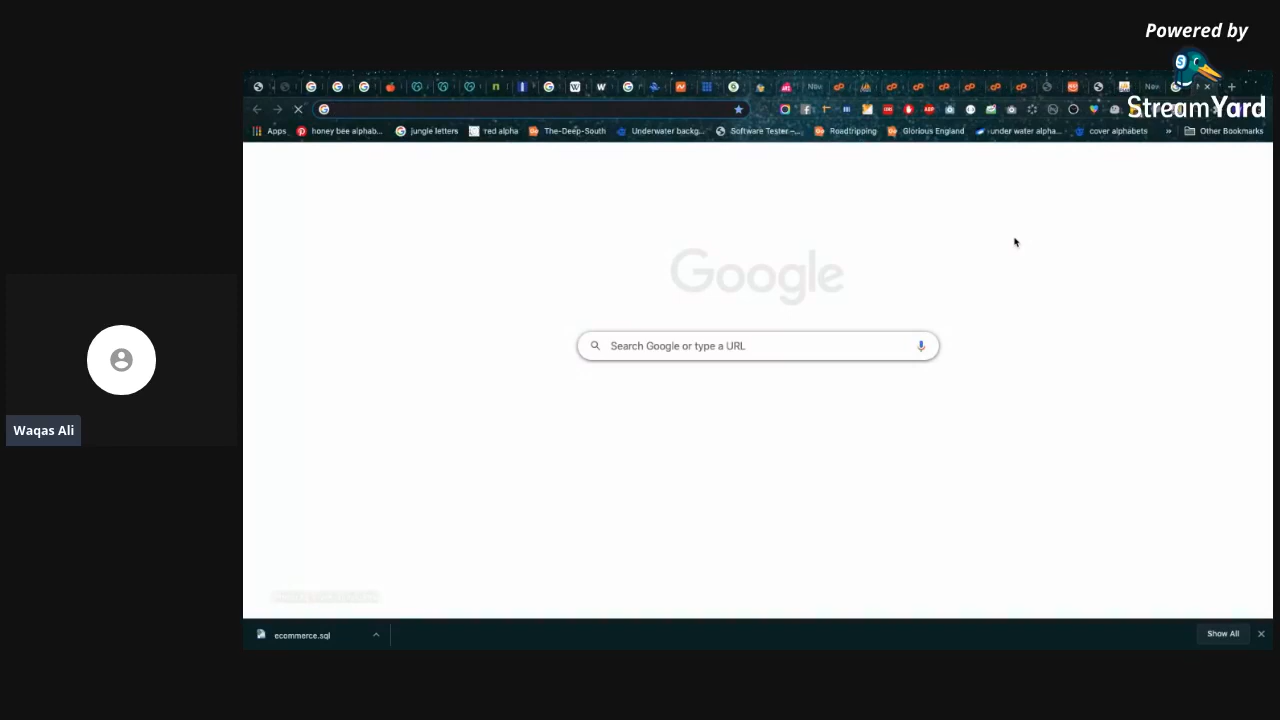 Powered by
StreamYard
Apps honey bee alphab... jungle letters red alpha The-Deep-South Underwater backg... Software Tester –... Roadtripping Glorious England under water alpha... cover alphabets » Other Bookmarks
Google
Search Google or type a URL
Waqas Ali
ecommerce.sql
Show All